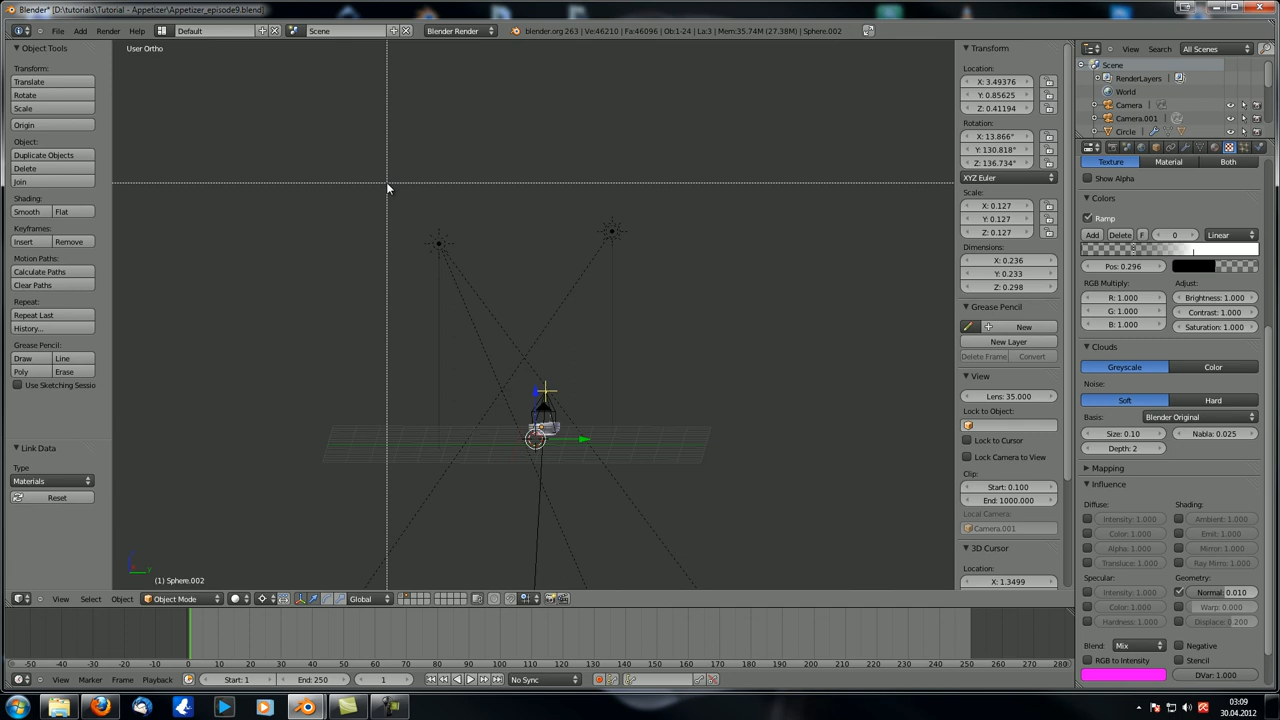 Blender* [D:\tutorials\Tutorial - Appetizer\Appetizer_episode9.blend]
File Add Render Help Default Scene Blender Render blender.org 263 | Ve:46210 | Fa:46096 | Ob:1-24 | La:3 | Mem:35.74M (27.38M) | Sphere.002
Object Tools
Transform:
Translate
Rotate
Scale
Origin
Object:
Duplicate Objects
Delete
Join
Shading:
Smooth Flat
Keyframes:
Insert Remove
Motion Paths:
Calculate Paths
Clear Paths
Repeat:
Repeat Last
History...
Grease Pencil:
Draw Line
Poly Erase
Use Sketching Sessio
Link Data
Type
Materials
Reset
User Ortho
(1) Sphere.002
View Select Object Object Mode Global
Transform
Location:
X: 3.49376
Y: 0.85625
Z: 0.41194
Rotation:
X: 13.866°
Y: 130.818°
Z: 136.734°
XYZ Euler
Scale:
X: 0.127
Y: 0.127
Z: 0.127
Dimensions:
X: 0.236
Y: 0.233
Z: 0.298
Grease Pencil
New
New Layer
Delete Frame Convert
View
Lens: 35.000
Lock to Object:
Lock to Cursor
Lock Camera to View
Clip:
Start: 0.100
End: 1000.000
Local Camera:
Camera.001
3D Cursor
Location:
X: 1.3499
View Search All Scenes
Scene
RenderLayers
World
Camera
Camera.001
Circle
Texture Material Both
Show Alpha
Colors
Ramp
Add Delete F 0 Linear
Pos: 0.296
RGB Multiply: Adjust:
R: 1.000 Brightness: 1.000
G: 1.000 Contrast: 1.000
B: 1.000 Saturation: 1.000
Clouds
Greyscale Color
Noise:
Soft Hard
Basis: Blender Original
Size: 0.10 Nabla: 0.025
Depth: 2
Mapping
Influence
Diffuse: Shading:
Intensity: 1.000 Ambient: 1.000
Color: 1.000 Emit: 1.000
Alpha: 1.000 Mirror: 1.000
Transluce: 1.000 Ray Mirror: 1.000
Specular: Geometry:
Intensity: 1.000 Normal: 0.010
Color: 1.000 Warp: 0.000
Hardness: 1.000 Displace: 0.200
Blend: Mix Negative
RGB to Intensity Stencil
DVar: 1.000
-50 -40 -30 -20 -10 0 10 20 30 40 50 60 70 80 90 100 110 120 130 140 150 160 170 180 190 200 210 220 230 240 250 260 270 280
View Marker Frame Playback Start: 1 End: 250 1 No Sync
03:09
30.04.2012